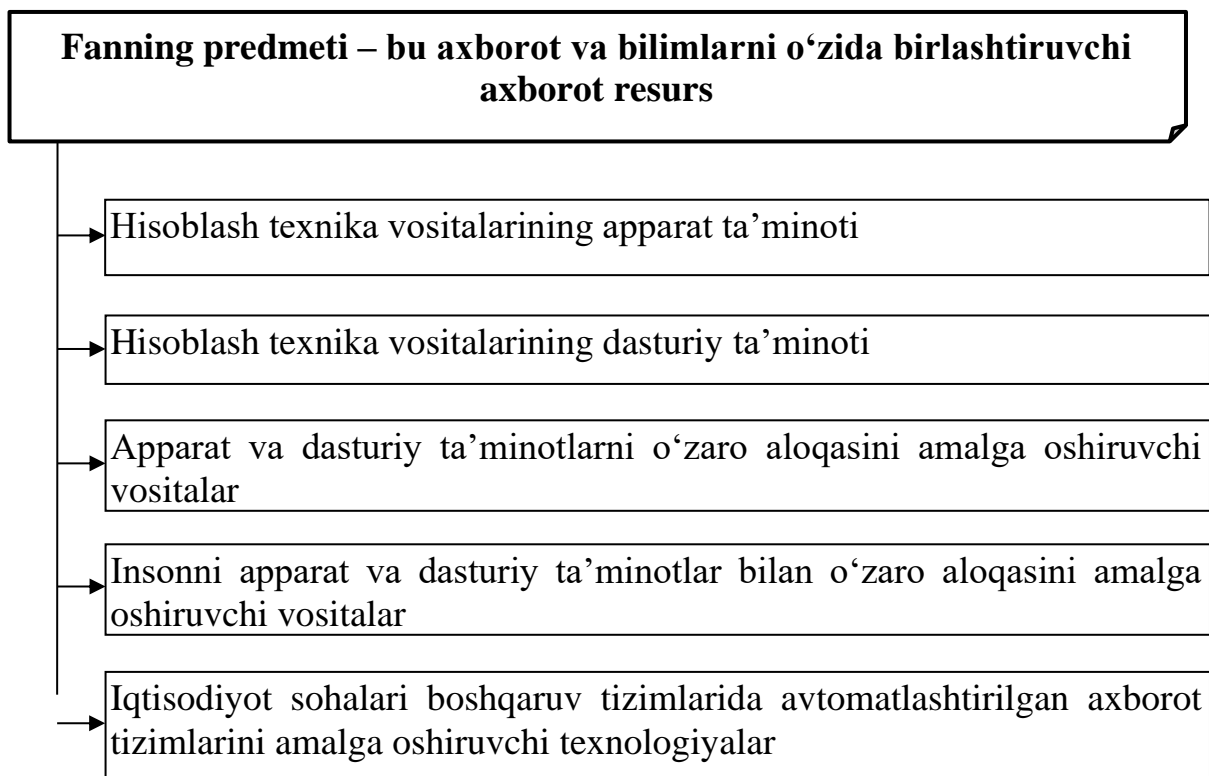 Fanning predmeti – bu axborot va bilimlarni o‘zida birlashtiruvchi
axborot resurs
Hisoblash texnika vositalarining apparat ta’minoti
Hisoblash texnika vositalarining dasturiy ta’minoti
Apparat va dasturiy ta’minotlarni o‘zaro aloqasini amalga oshiruvchi
vositalar
Insonni apparat va dasturiy ta’minotlar bilan o‘zaro aloqasini amalga
oshiruvchi vositalar
Iqtisodiyot sohalari boshqaruv tizimlarida avtomatlashtirilgan axborot
tizimlarini amalga oshiruvchi texnologiyalar